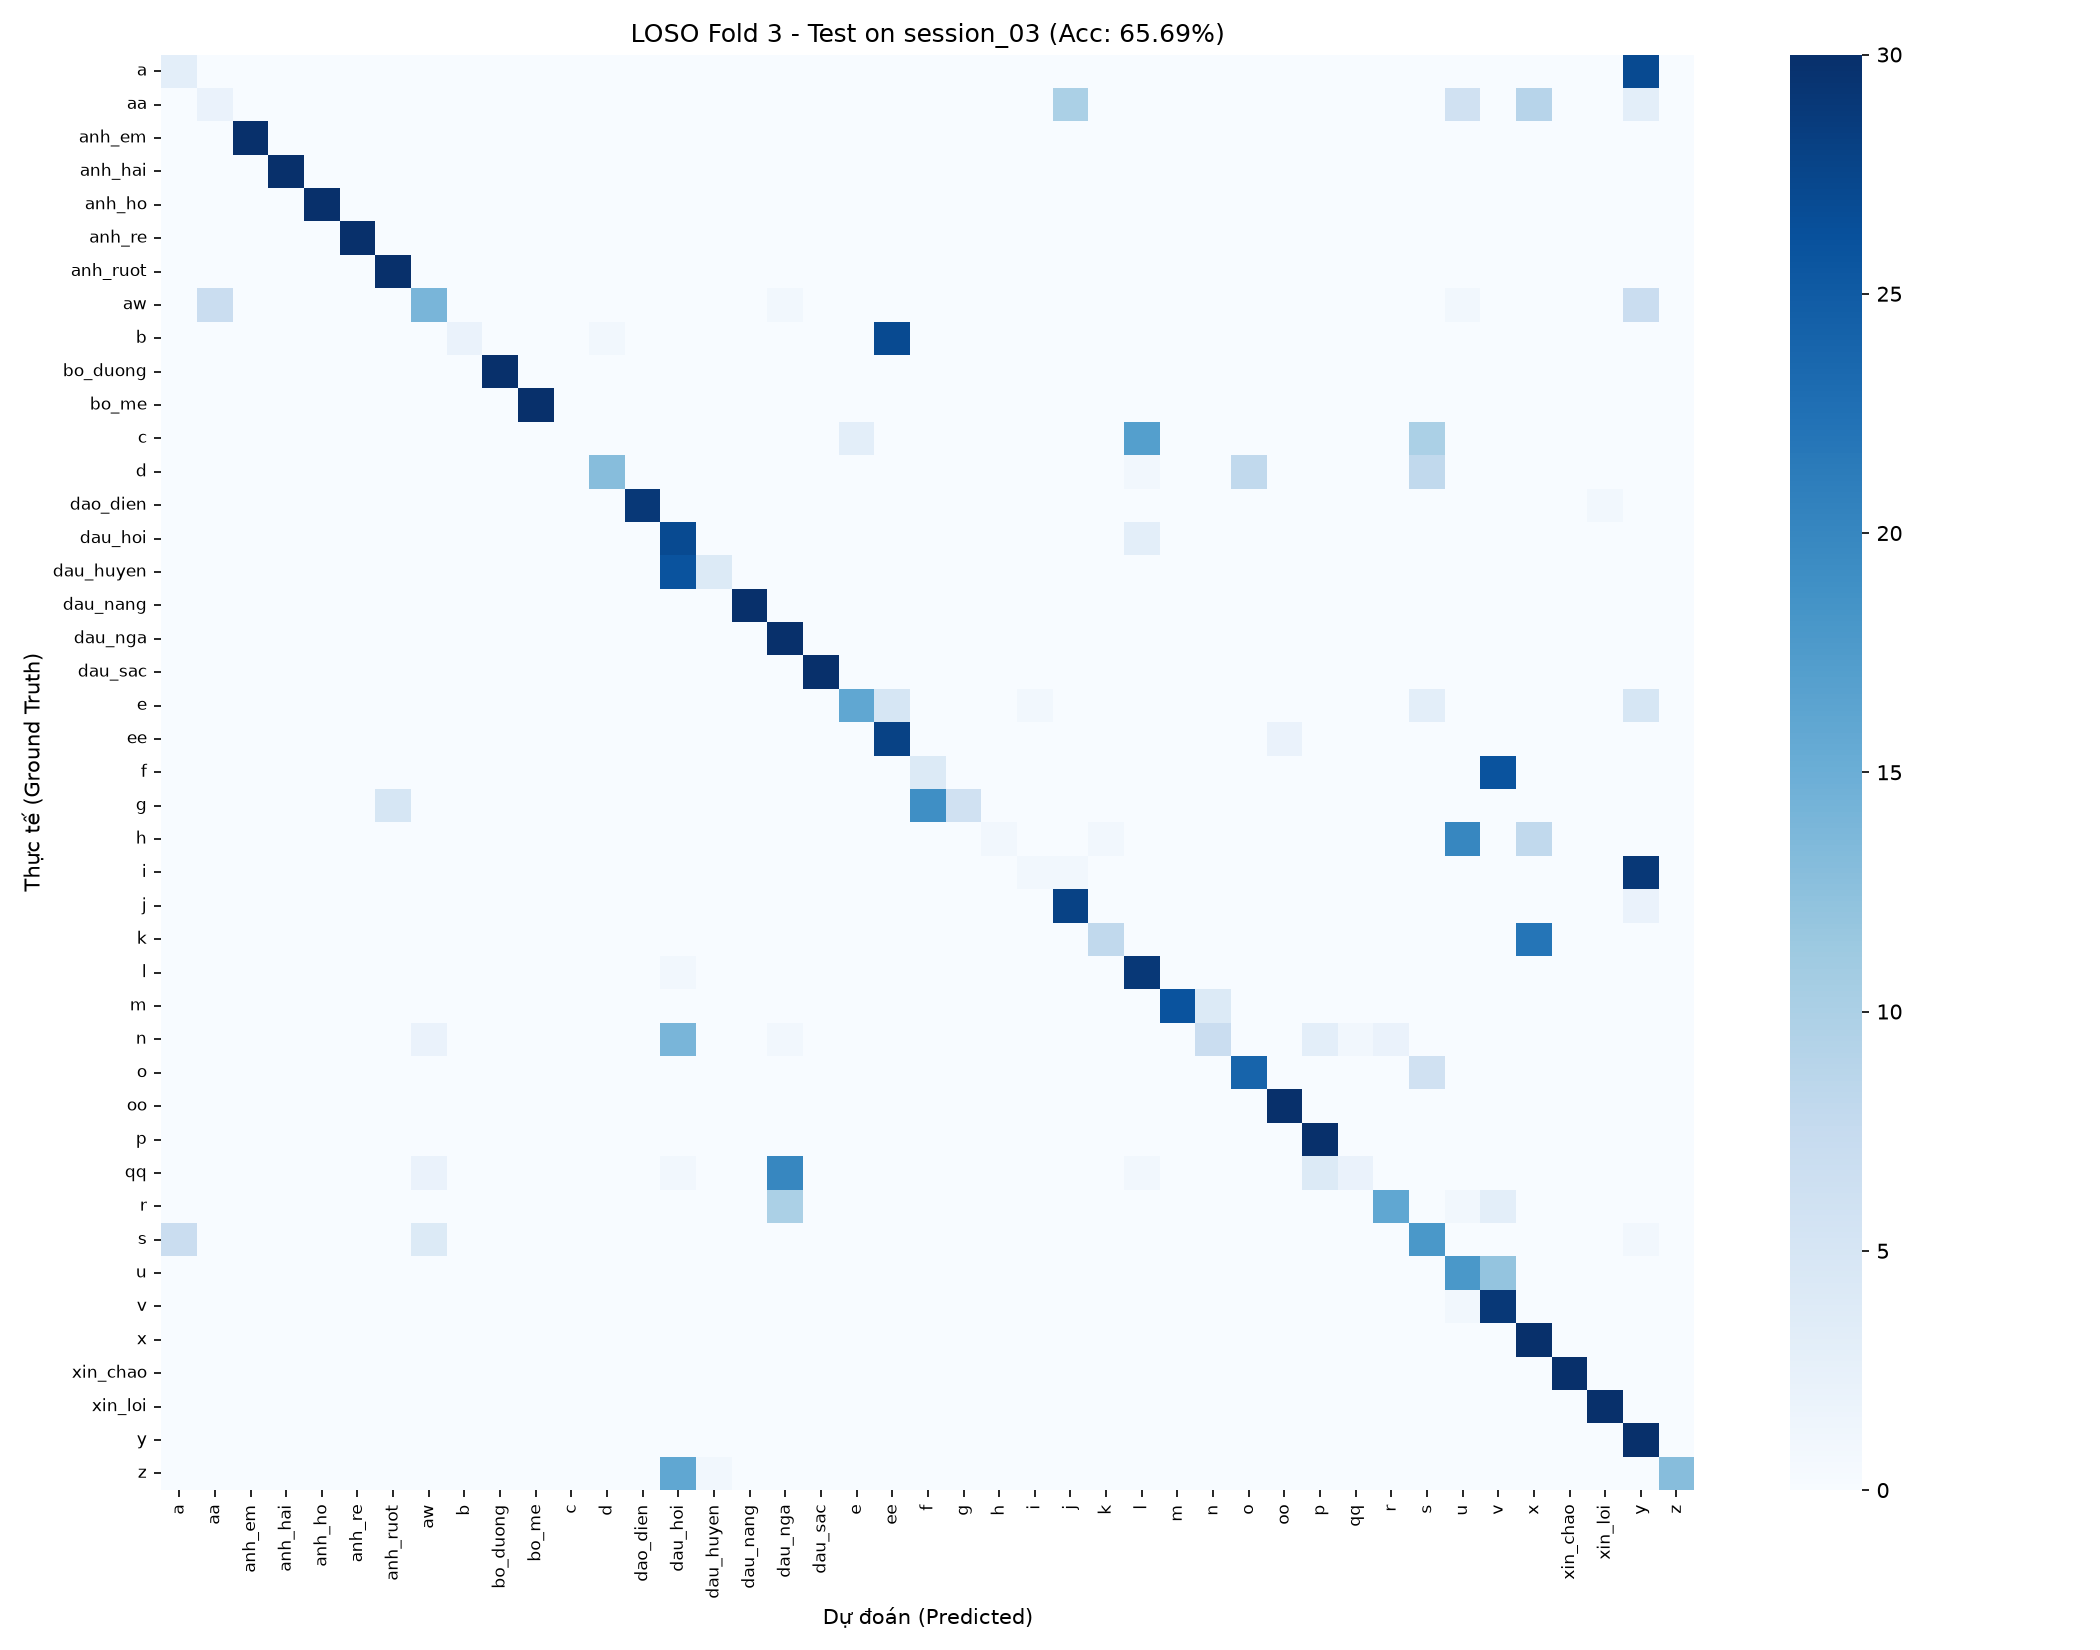 LOSO Fold 3 - Test on session_03 (Acc: 65.69%)
Thực tế (Ground Truth)
a
aa
anh_em
anh_hai
anh_ho
anh_re
anh_ruot
aw
b
bo_duong
bo_me
c
d
dao_dien
dau_hoi
dau_huyen
dau_nang
dau_nga
dau_sac
e
ee
f
g
h
i
j
k
l
m
n
o
oo
p
qq
r
s
u
v
x
xin_chao
xin_loi
y
z
a aa anh_em anh_hai anh_ho anh_re anh_ruot aw b bo_duong bo_me c d dao_dien dau_hoi dau_huyen dau_nang dau_nga dau_sac e ee f g h i j k l m n o oo p qq r s u v x xin_chao xin_loi y z
Dự đoán (Predicted)
30
25
20
15
10
5
0